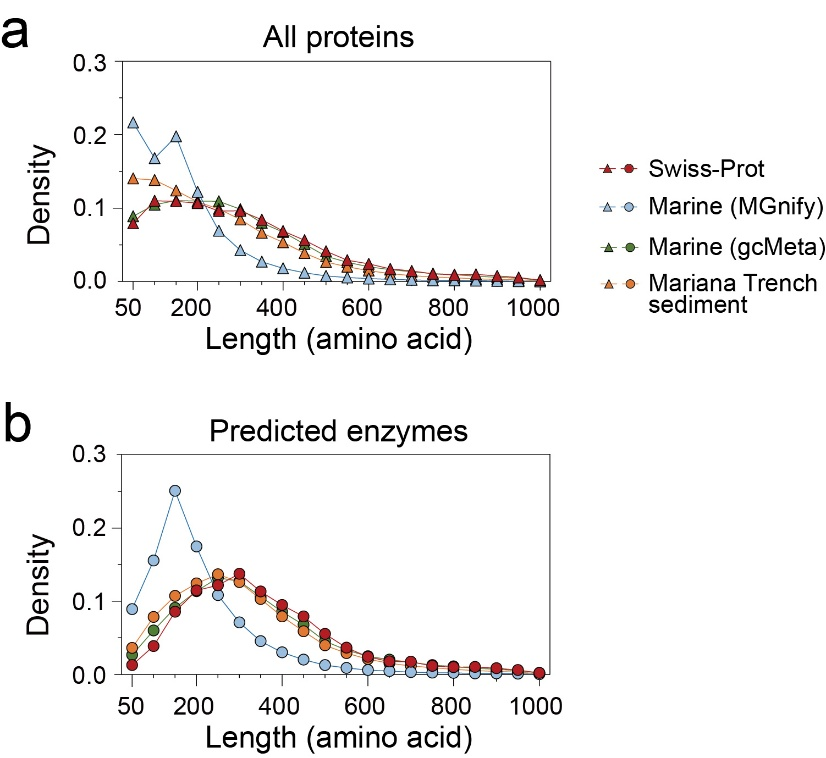 a
All proteins
0.3
0.2
0.1
0.0
Density
50 200 400 600 800 1000
Length (amino acid)
Swiss-Prot
Marine (MGnify)
Marine (gcMeta)
Mariana Trench
sediment
b
Predicted enzymes
0.3
0.2
0.1
0.0
Density
50 200 400 600 800 1000
Length (amino acid)